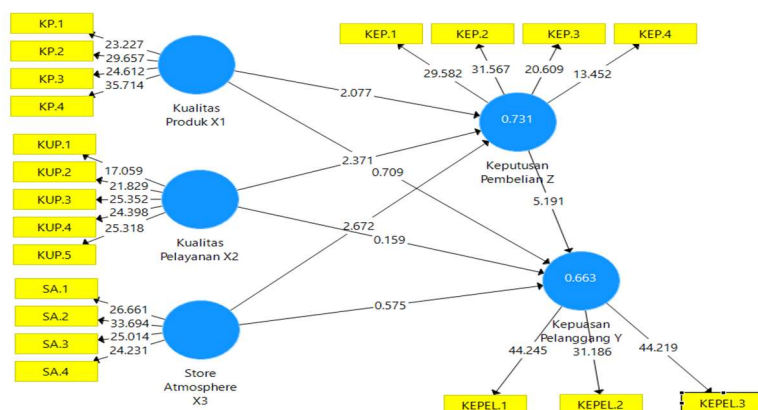 KP.1
KP.2
KP.3
KP.4
23.227
29.657
24.612
35.714
Kualitas
Produk X1
KEP.1
KEP.2
KEP.3
KEP.4
29.582
31.567
20.609
13.452
0.731
Keputusan
Pembelian Z
2.077
2.371
0.709
2.672
0.159
0.575
5.191
KUP.1
KUP.2
KUP.3
KUP.4
KUP.5
17.059
21.829
25.352
24.398
25.318
Kualitas
Pelayanan X2
SA.1
SA.2
SA.3
SA.4
26.661
33.694
25.014
24.231
Store
Atmosphere
X3
0.663
Kepuasan
Pelanggan Y
44.245
31.186
44.219
KEPEL.1
KEPEL.2
KEPEL.3